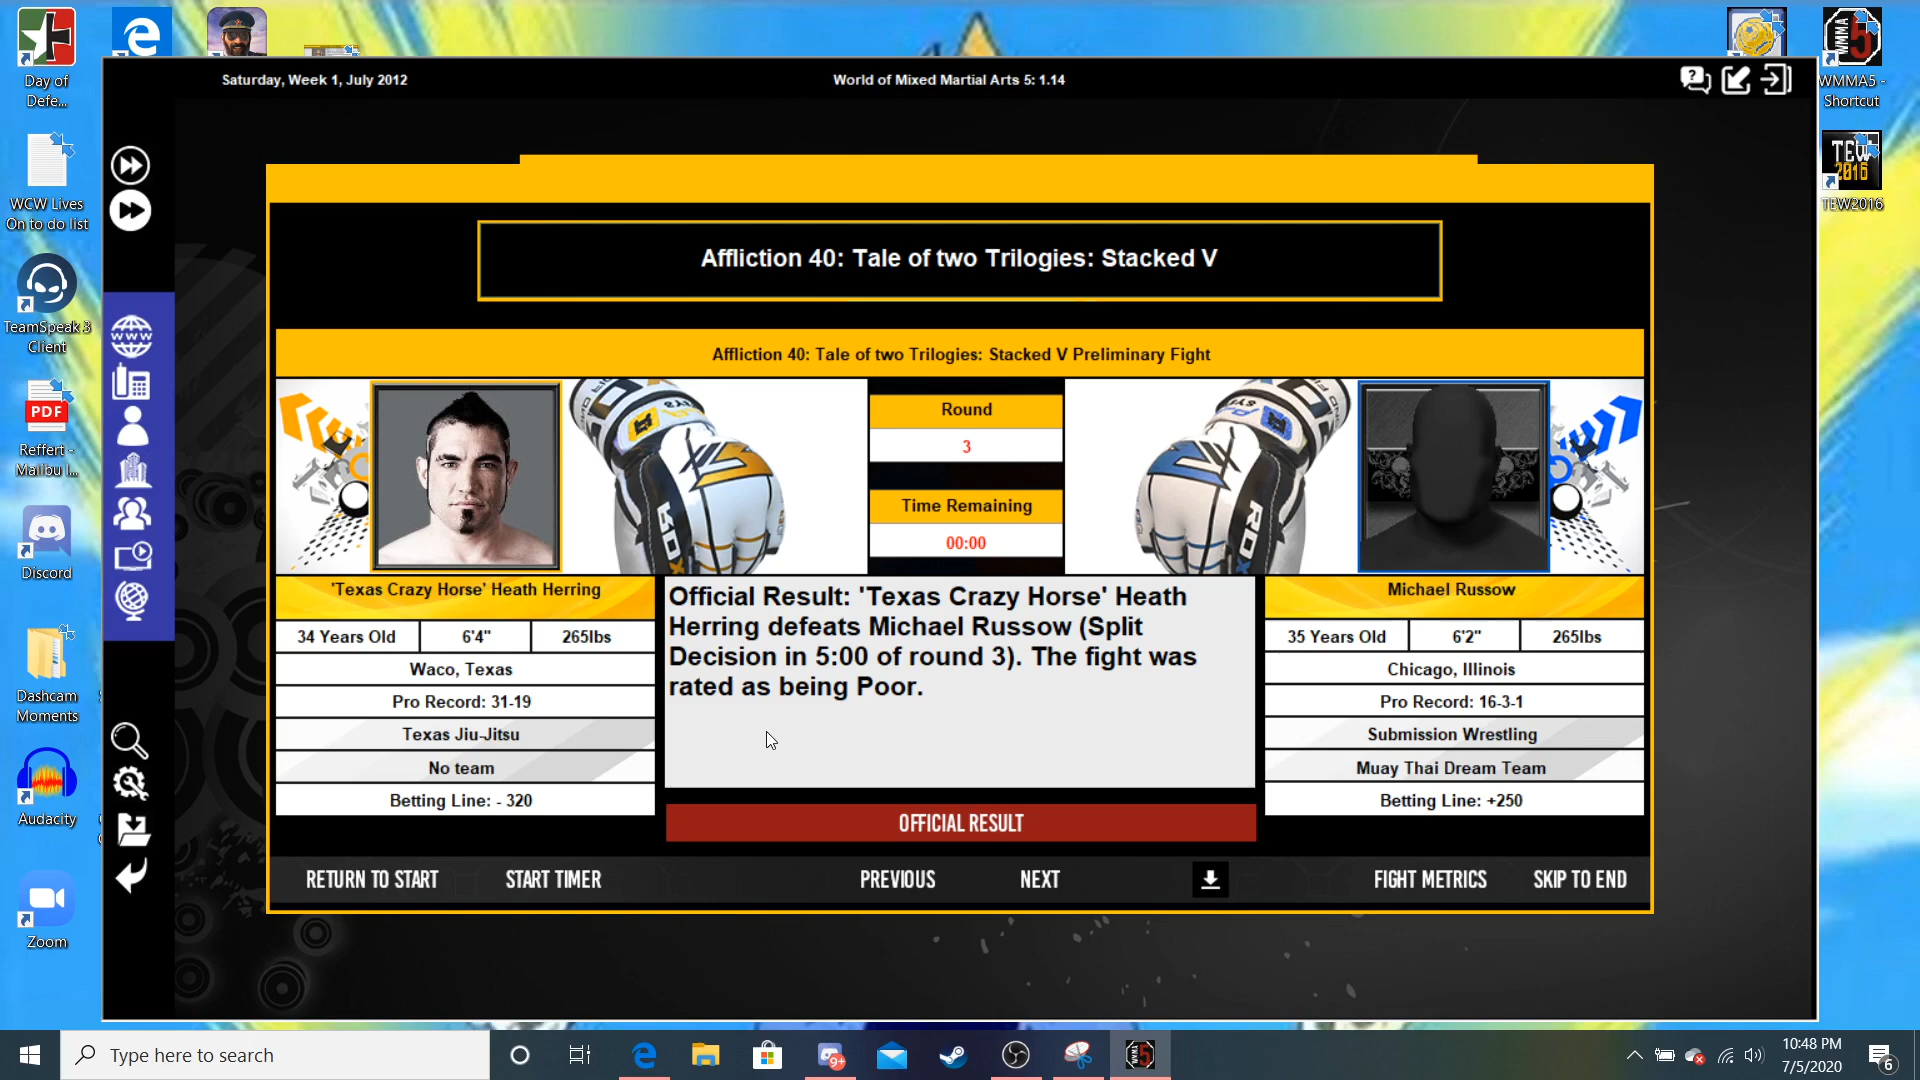 Day of
Defe...
WCW Lives
On to do list
TeamSpeak 3
Client
PDF
Reffert -
Malibu I...
Discord
Dashcam
Moments
Audacity
Zoom
WMMA5 -
Shortcut
TEW
2016
TEW2016
Saturday, Week 1, July 2012
World of Mixed Martial Arts 5: 1.14
www
Affliction 40: Tale of two Trilogies: Stacked V
Affliction 40: Tale of two Trilogies: Stacked V Preliminary Fight
Round
3
Time Remaining
00:00
'Texas Crazy Horse' Heath Herring
34 Years Old
6'4"
265lbs
Waco, Texas
Pro Record: 31-19
Texas Jiu-Jitsu
No team
Betting Line: - 320
Official Result: 'Texas Crazy Horse' Heath
Herring defeats Michael Russow (Split
Decision in 5:00 of round 3). The fight was
rated as being Poor.
OFFICIAL RESULT
Michael Russow
35 Years Old
6'2"
265lbs
Chicago, Illinois
Pro Record: 16-3-1
Submission Wrestling
Muay Thai Dream Team
Betting Line: +250
RETURN TO START
START TIMER
PREVIOUS
NEXT
FIGHT METRICS
SKIP TO END
Type here to search
9+
10:48 PM
7/5/2020
6